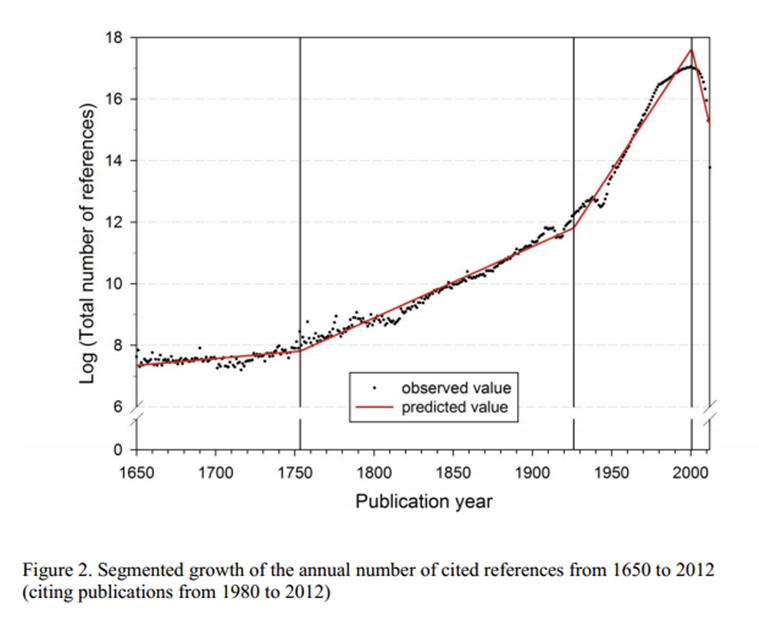 18
16
14
12
10
8
6
0
Log (Total number of references)
observed value
predicted value
1650 1700 1750 1800 1850 1900 1950 2000
Publication year
Figure 2. Segmented growth of the annual number of cited references from 1650 to 2012
(citing publications from 1980 to 2012)